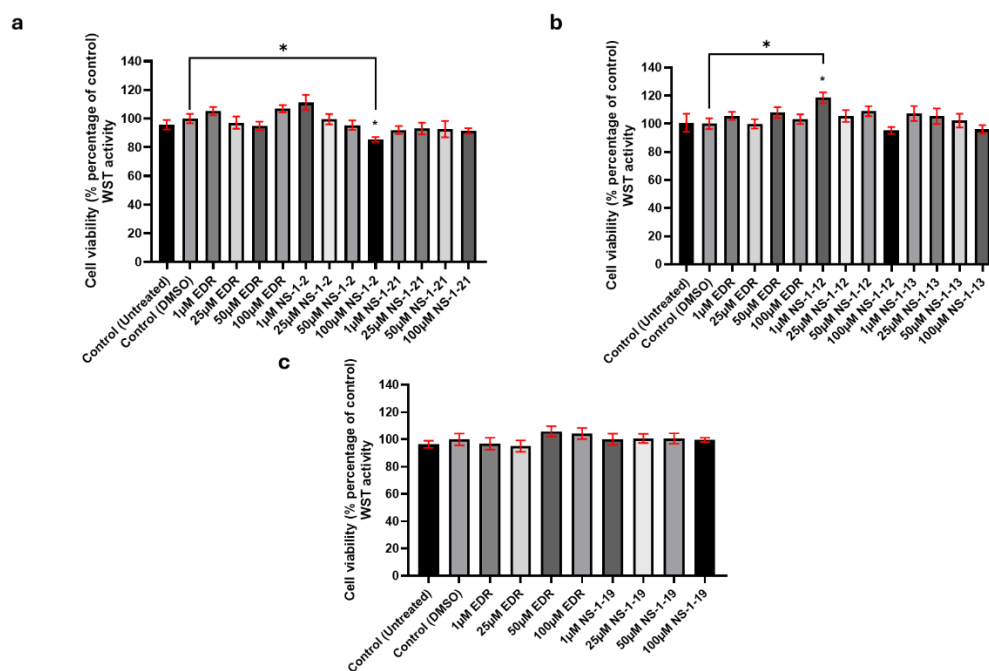 a
Cell viability (% percentage of control)
WST activity
140
120
100
80
60
40
20
0
*
*
Control (Untreated)
Control (DMSO)
1μM EDR
25μM EDR
50μM EDR
100μM EDR
1μM NS-1-2
25μM NS-1-2
50μM NS-1-2
100μM NS-1-2
1μM NS-1-21
25μM NS-1-21
50μM NS-1-21
100μM NS-1-21
b
Cell viability (% percentage of control)
WST activity
140
120
100
80
60
40
20
0
*
*
Control (Untreated)
Control (DMSO)
1μM EDR
25μM EDR
50μM EDR
100μM EDR
1μM NS-1-12
25μM NS-1-12
50μM NS-1-12
100μM NS-1-12
1μM NS-1-13
25μM NS-1-13
50μM NS-1-13
100μM NS-1-13
c
Cell viability (% percentage of control)
WST activity
140
120
100
80
60
40
20
0
Control (Untreated)
Control (DMSO)
1μM EDR
25μM EDR
50μM EDR
100μM EDR
1μM NS-1-19
25μM NS-1-19
50μM NS-1-19
100μM NS-1-19